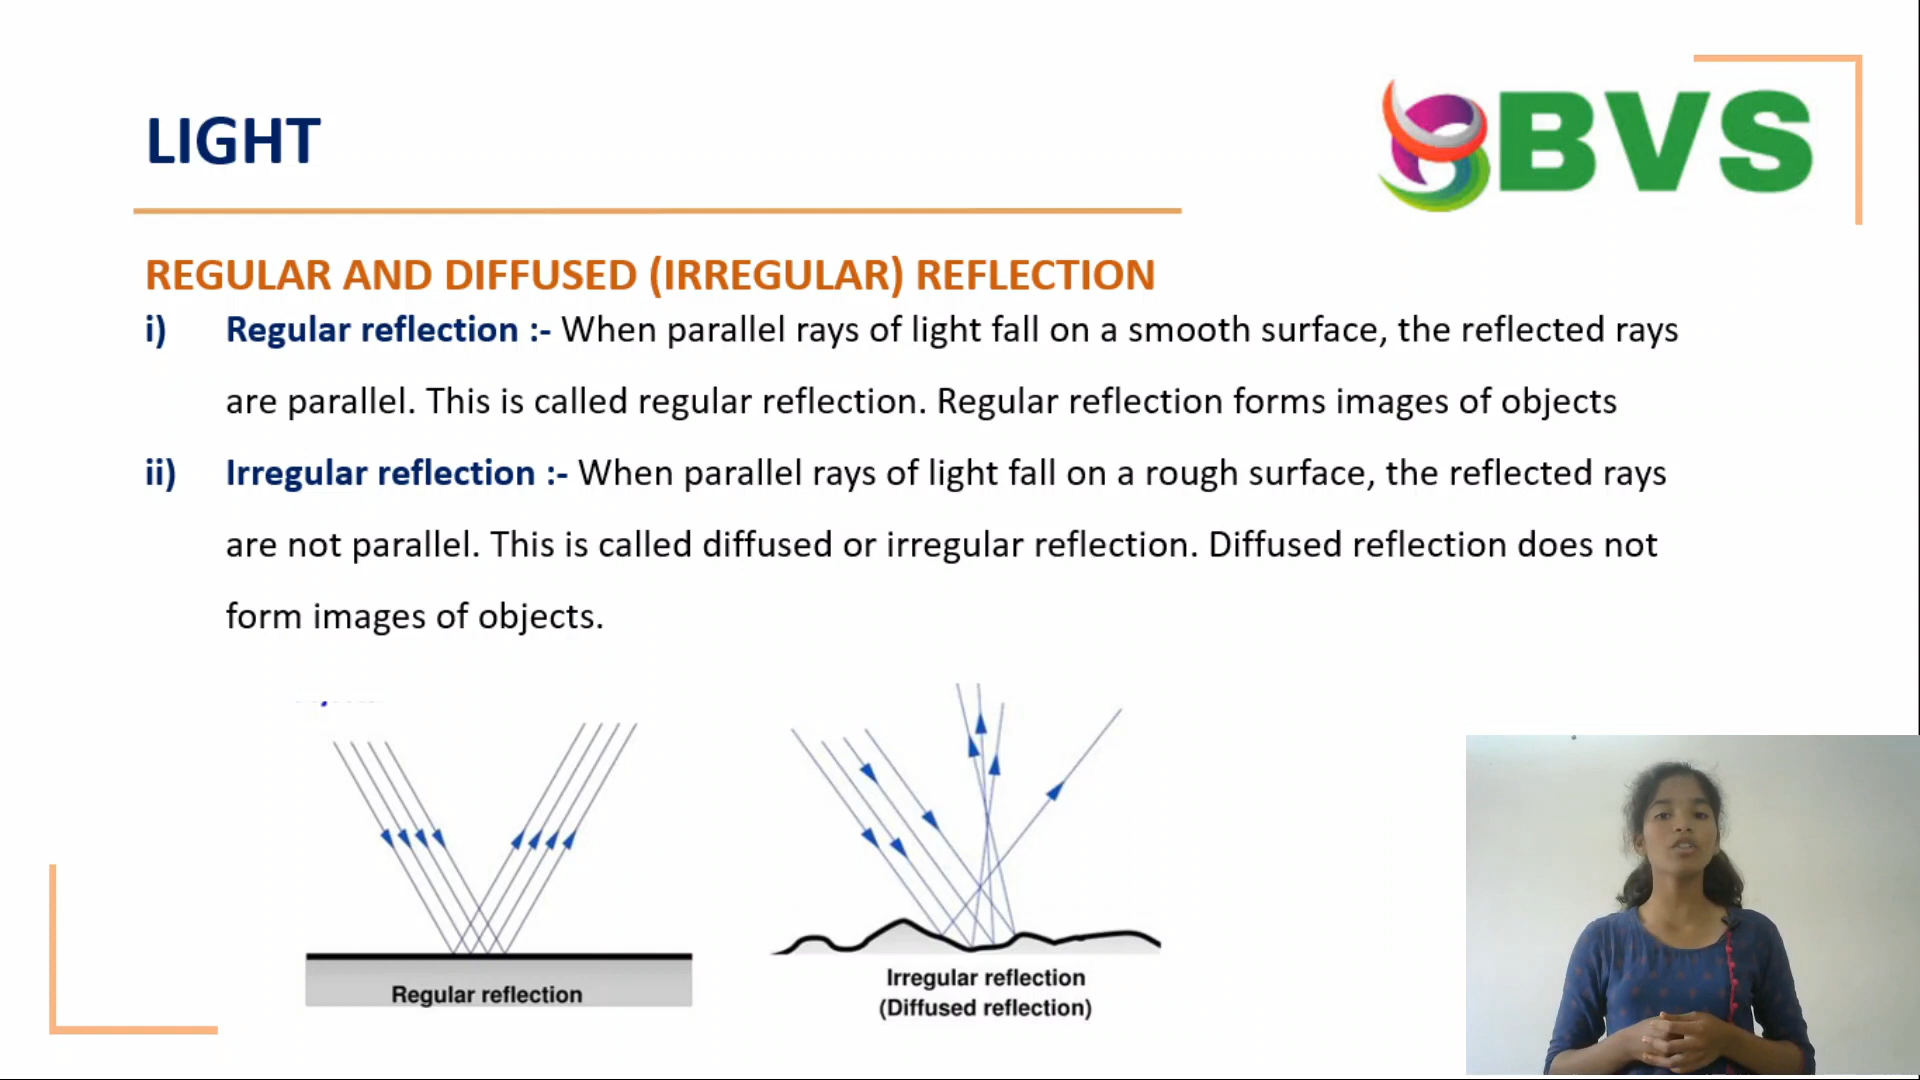 LIGHT
BVS
REGULAR AND DIFFUSED (IRREGULAR) REFLECTION
i) Regular reflection :- When parallel rays of light fall on a smooth surface, the reflected rays
are parallel. This is called regular reflection. Regular reflection forms images of objects
ii) Irregular reflection :- When parallel rays of light fall on a rough surface, the reflected rays
are not parallel. This is called diffused or irregular reflection. Diffused reflection does not
form images of objects.
Regular reflection
Irregular reflection
(Diffused reflection)